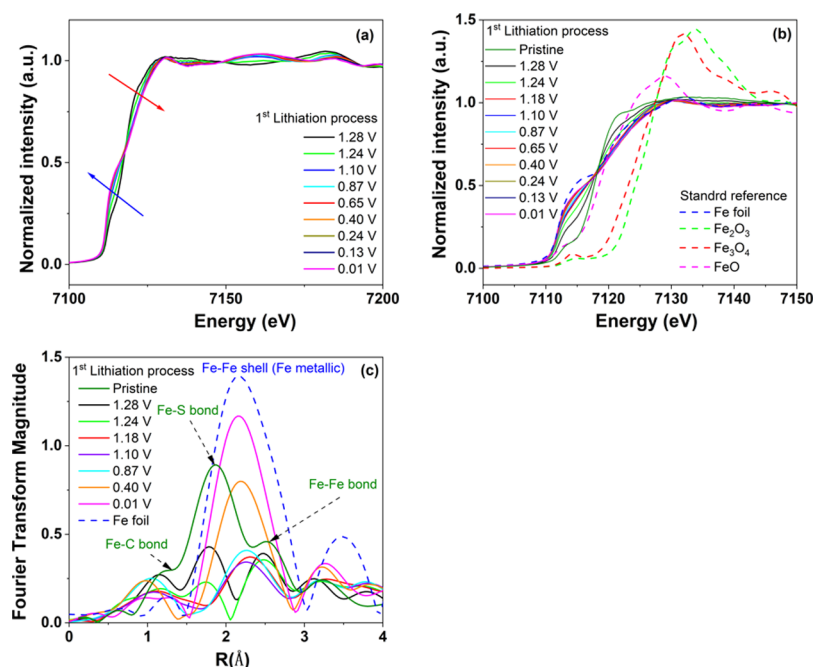 (a)
1.0
0.5
0.0
Normalized intensity (a.u.)
1st Lithiation process
1.28 V
1.24 V
1.10 V
0.87 V
0.65 V
0.40 V
0.24 V
0.13 V
0.01 V
7100 7150 7200
Energy (eV)
(b)
1.5
1.0
0.5
0.0
Normalized intensity (a.u.)
1st Lithiation process
Pristine
1.28 V
1.24 V
1.18 V
1.10 V
0.87 V
0.65 V
0.40 V
0.24 V
0.13 V
0.01 V
Standrd reference
Fe foil
Fe2O3
Fe3O4
FeO
7100 7110 7120 7130 7140 7150
Energy (eV)
(c)
1.5
1.0
0.5
0.0
Fourier Transform Magnitude
1st Lithiation process
Pristine
1.28 V
1.24 V
1.18 V
1.10 V
0.87 V
0.40 V
0.01 V
Fe foil
Fe-Fe shell (Fe metallic)
Fe-S bond
Fe-Fe bond
Fe-C bond
0 1 2 3 4
R(Å)